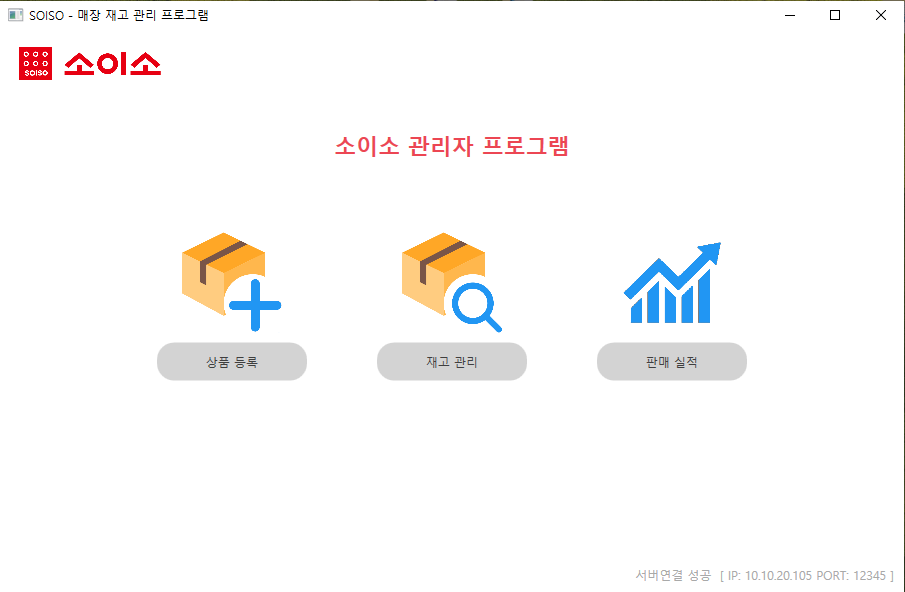 SOISO - 매장 재고 관리 프로그램
SOISO 소이소
소이소 관리자 프로그램
상품 등록 재고 관리 판매 실적
서버연결 성공 [ IP: 10.10.20.105 PORT: 12345 ]